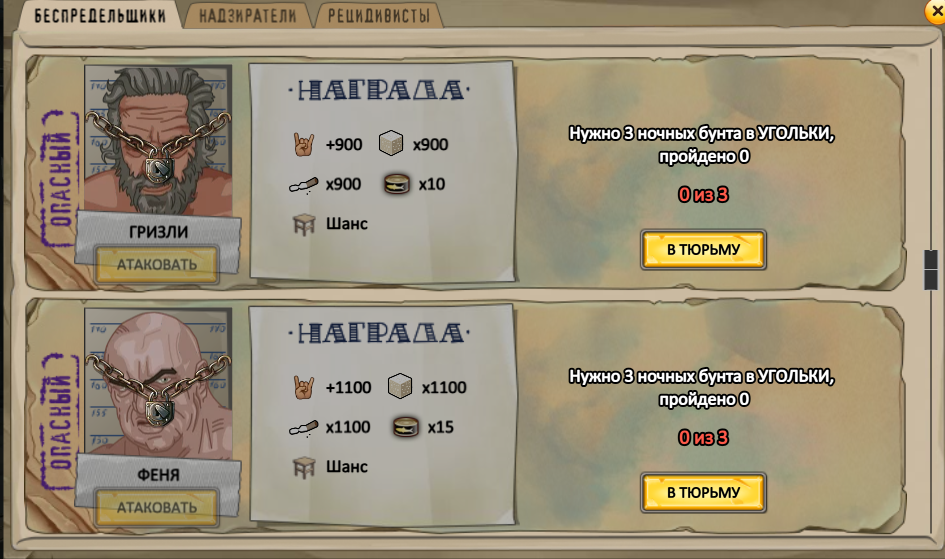 БЕСПРЕДЕЛЬЩИКИ НАДЗИРАТЕЛИ РЕЦИДИВИСТЫ
ОПАСНЫЙ
ГРИЗЛИ
АТАКОВАТЬ
·НАГРАДА·
+900 x900
x900 x10
Шанс
Нужно 3 ночных бунта в УГОЛЬКИ,
пройдено 0
0 из 3
В ТЮРЬМУ
ОПАСНЫЙ
ФЕНЯ
АТАКОВАТЬ
·НАГРАДА·
+1100 x1100
x1100 x15
Шанс
Нужно 3 ночных бунта в УГОЛЬКИ,
пройдено 0
0 из 3
В ТЮРЬМУ